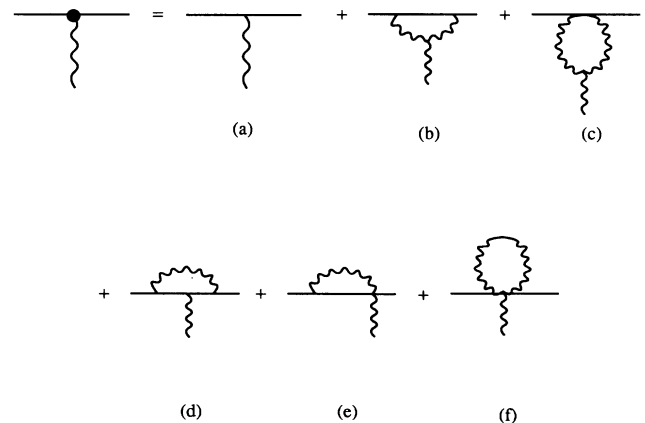 = + +
(a) (b) (c)
+ + +
(d) (e) (f)